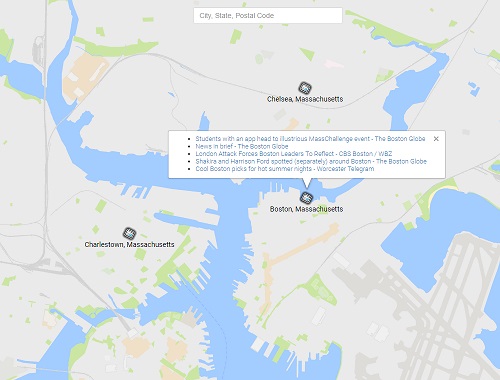 City, State, Postal Code
Chelsea, Massachusetts
Students with an app head to illustrious MassChallenge event - The Boston Globe
News in brief - The Boston Globe
London Attack Forces Boston Leaders To Reflect - CBS Boston / WBZ
Shakira and Harrison Ford spotted (separately) around Boston - The Boston Globe
Cool Boston picks for hot summer nights - Worcester Telegram
Boston, Massachusetts
Charlestown, Massachusetts